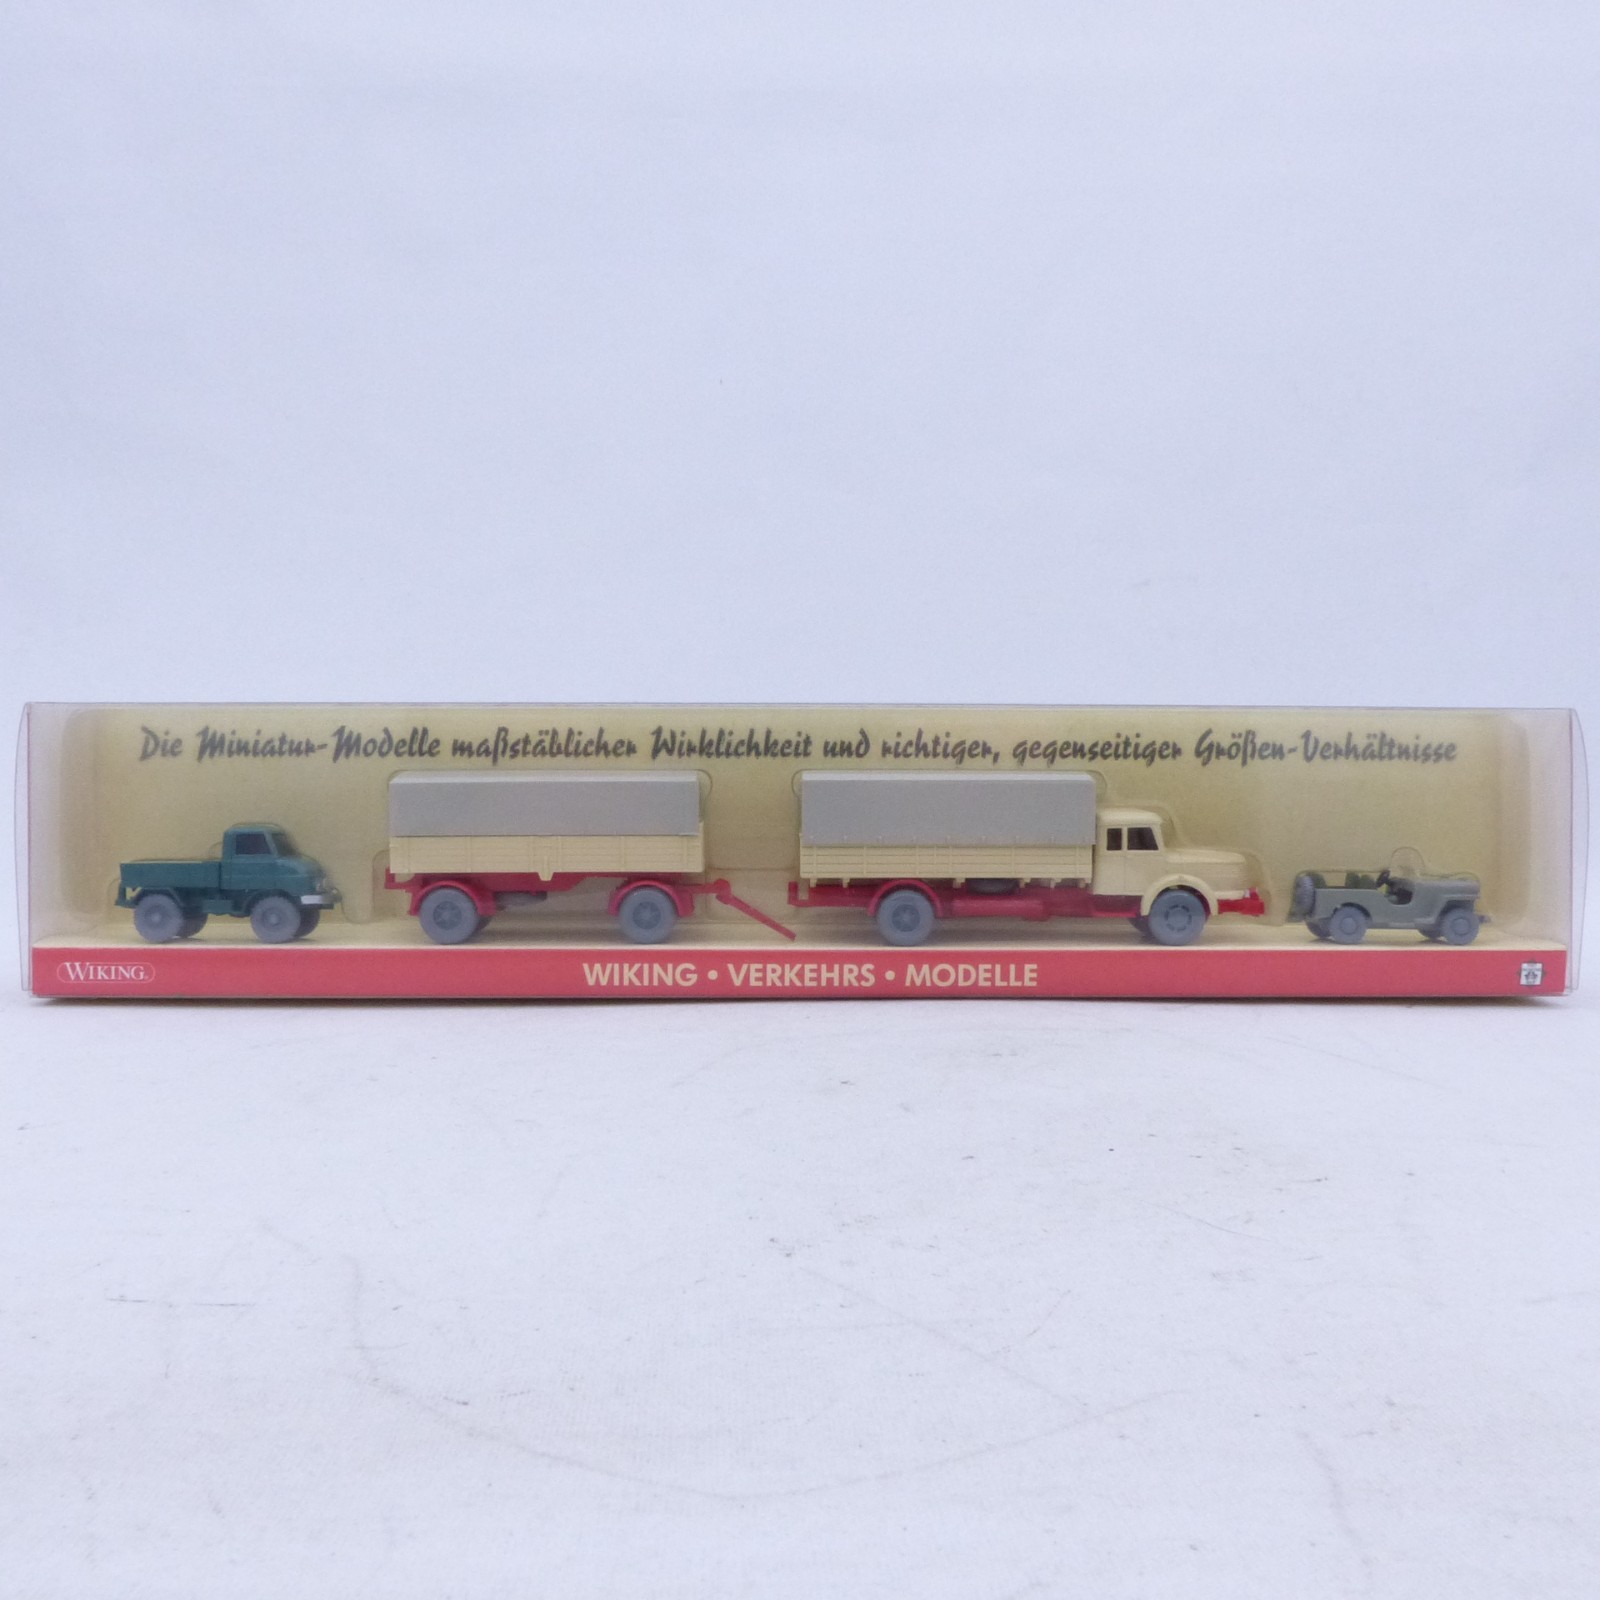 Die Miniatur-Modelle maßstäblicher Wirklichkeit und richtiger, gegenseitiger Größen-Verhältnisse
WIKING
WIKING • VERKEHRS • MODELLE